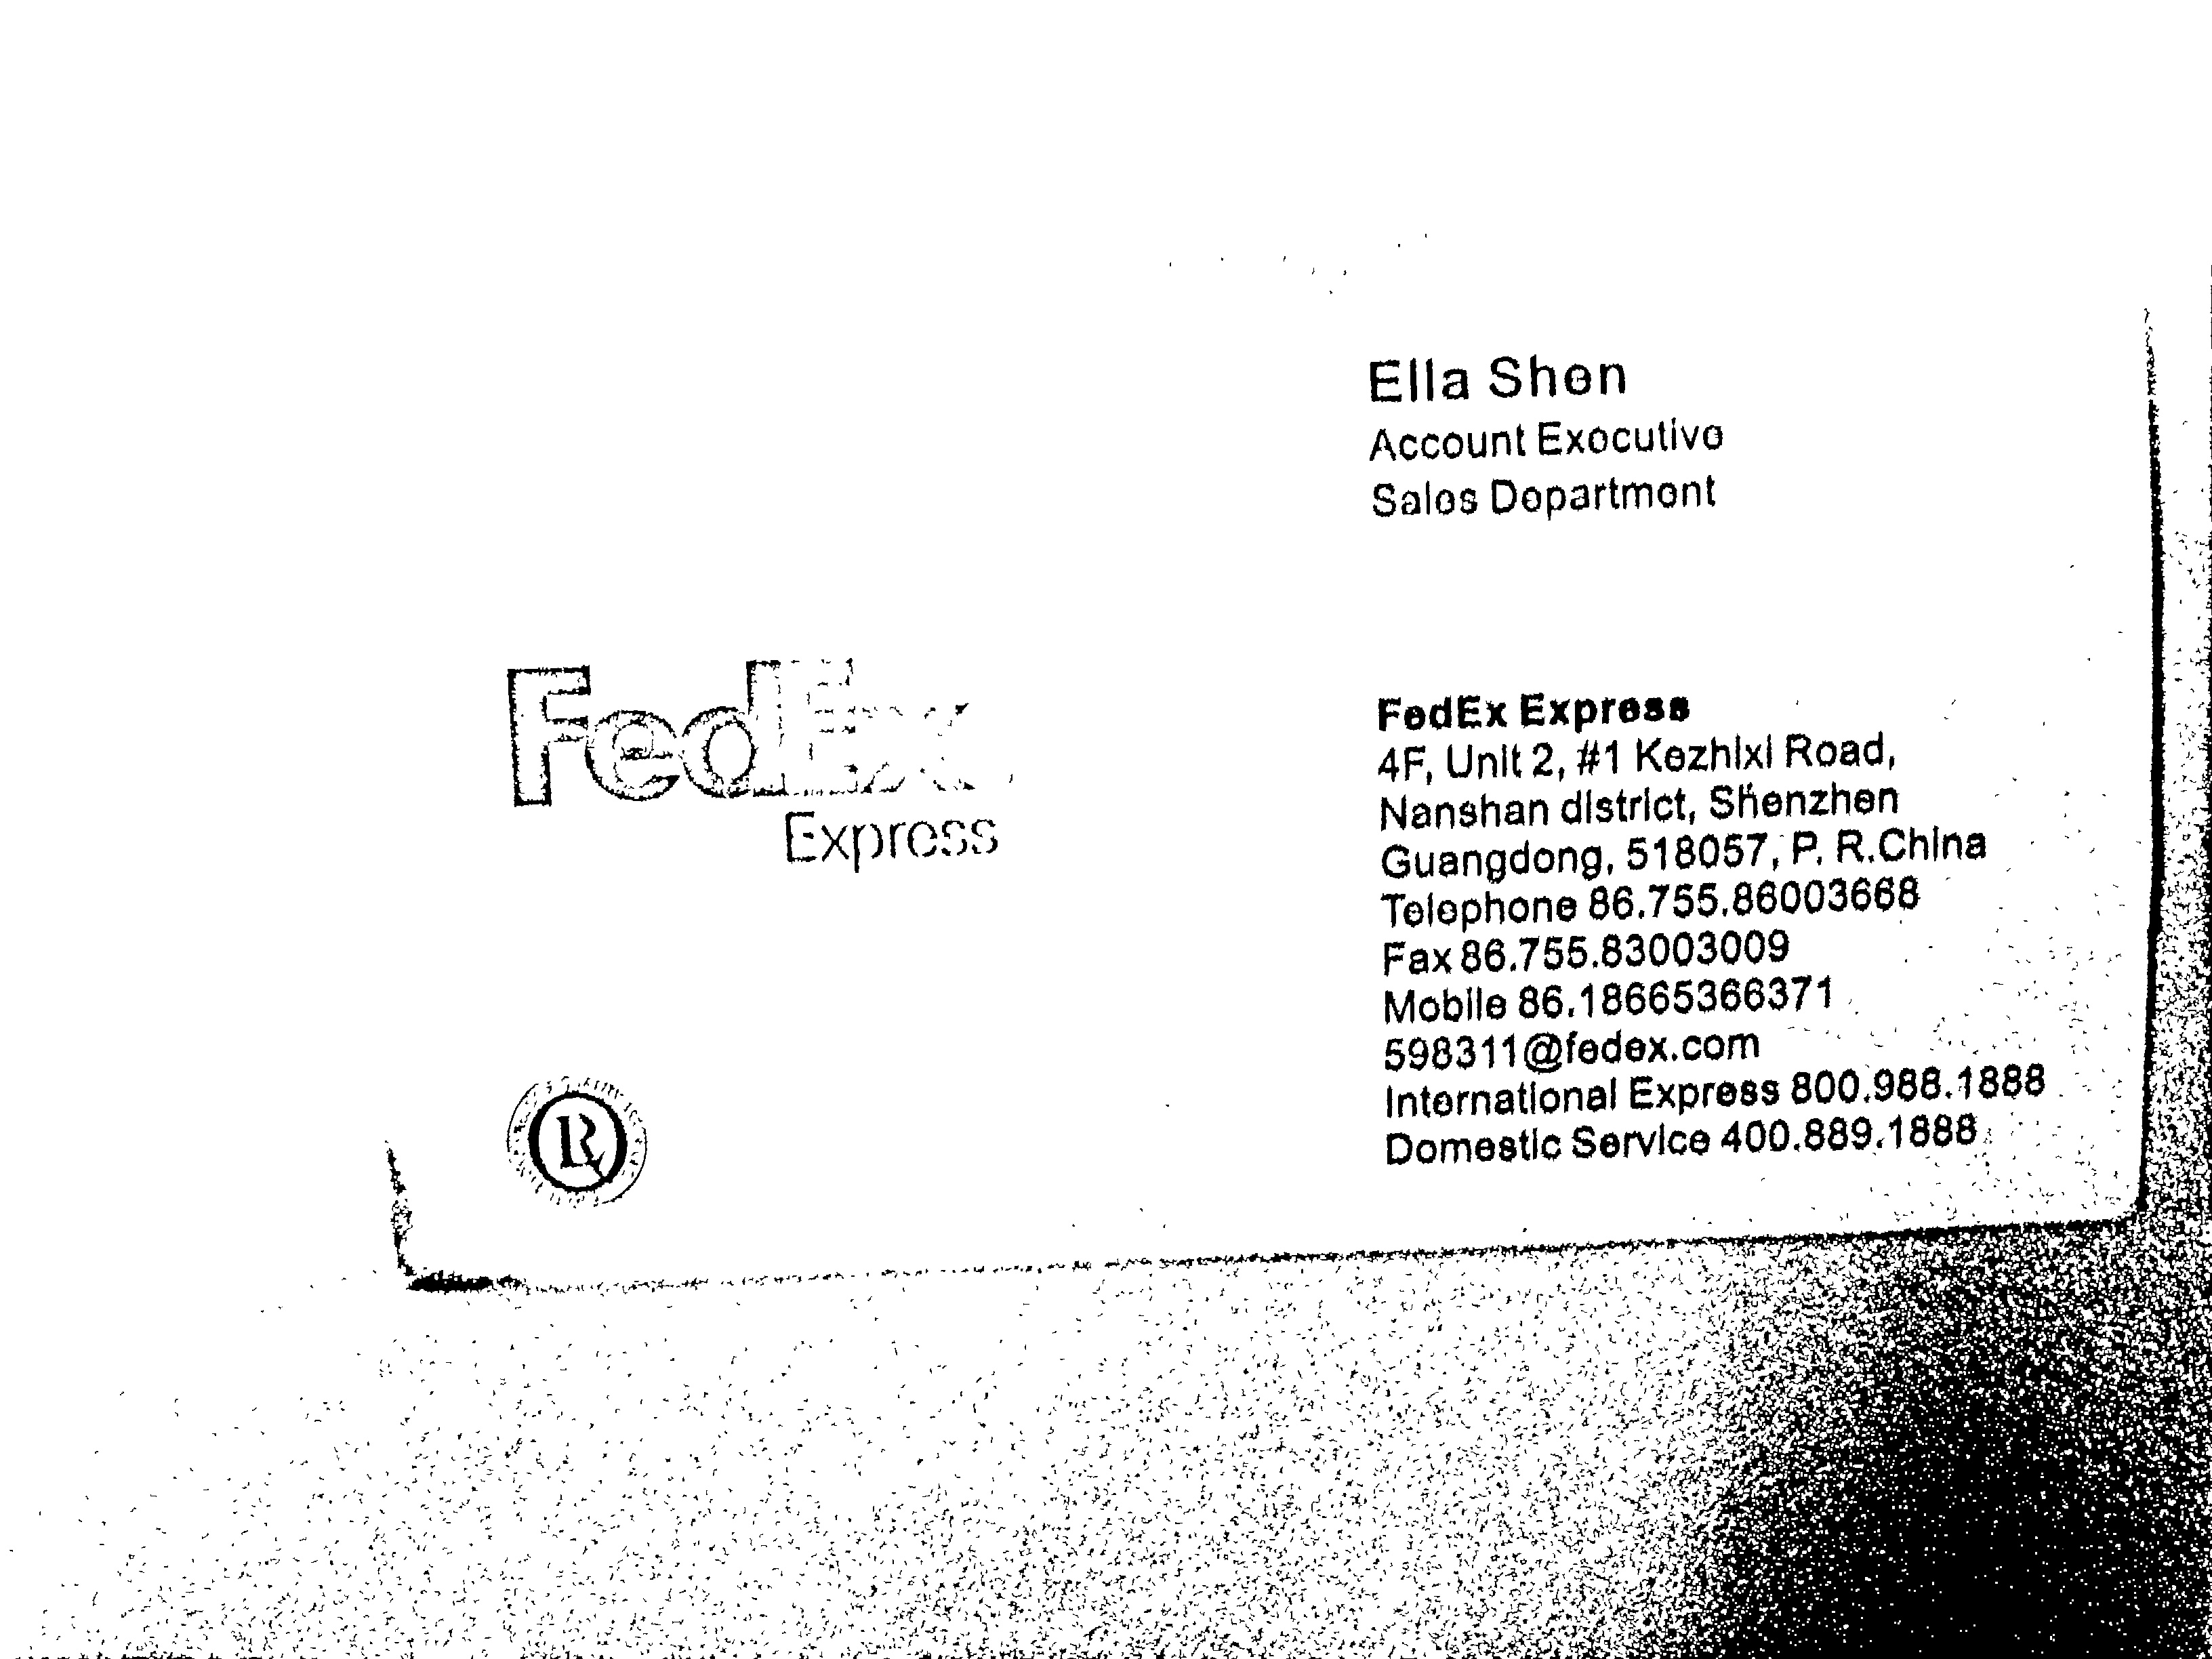 Ella Shen
Account Executive
Sales Department
FedEx
Express
FedEx Express
4F, Unit 2, #1 Kezhixi Road,
Nanshan district, Shenzhen
Guangdong, 518057, P. R.China
Telephone 86.755.86003668
Fax 86.755.83003009
Mobile 86.18665366371
598311@fedex.com
International Express 800.988.1888
Domestic Service 400.889.1888